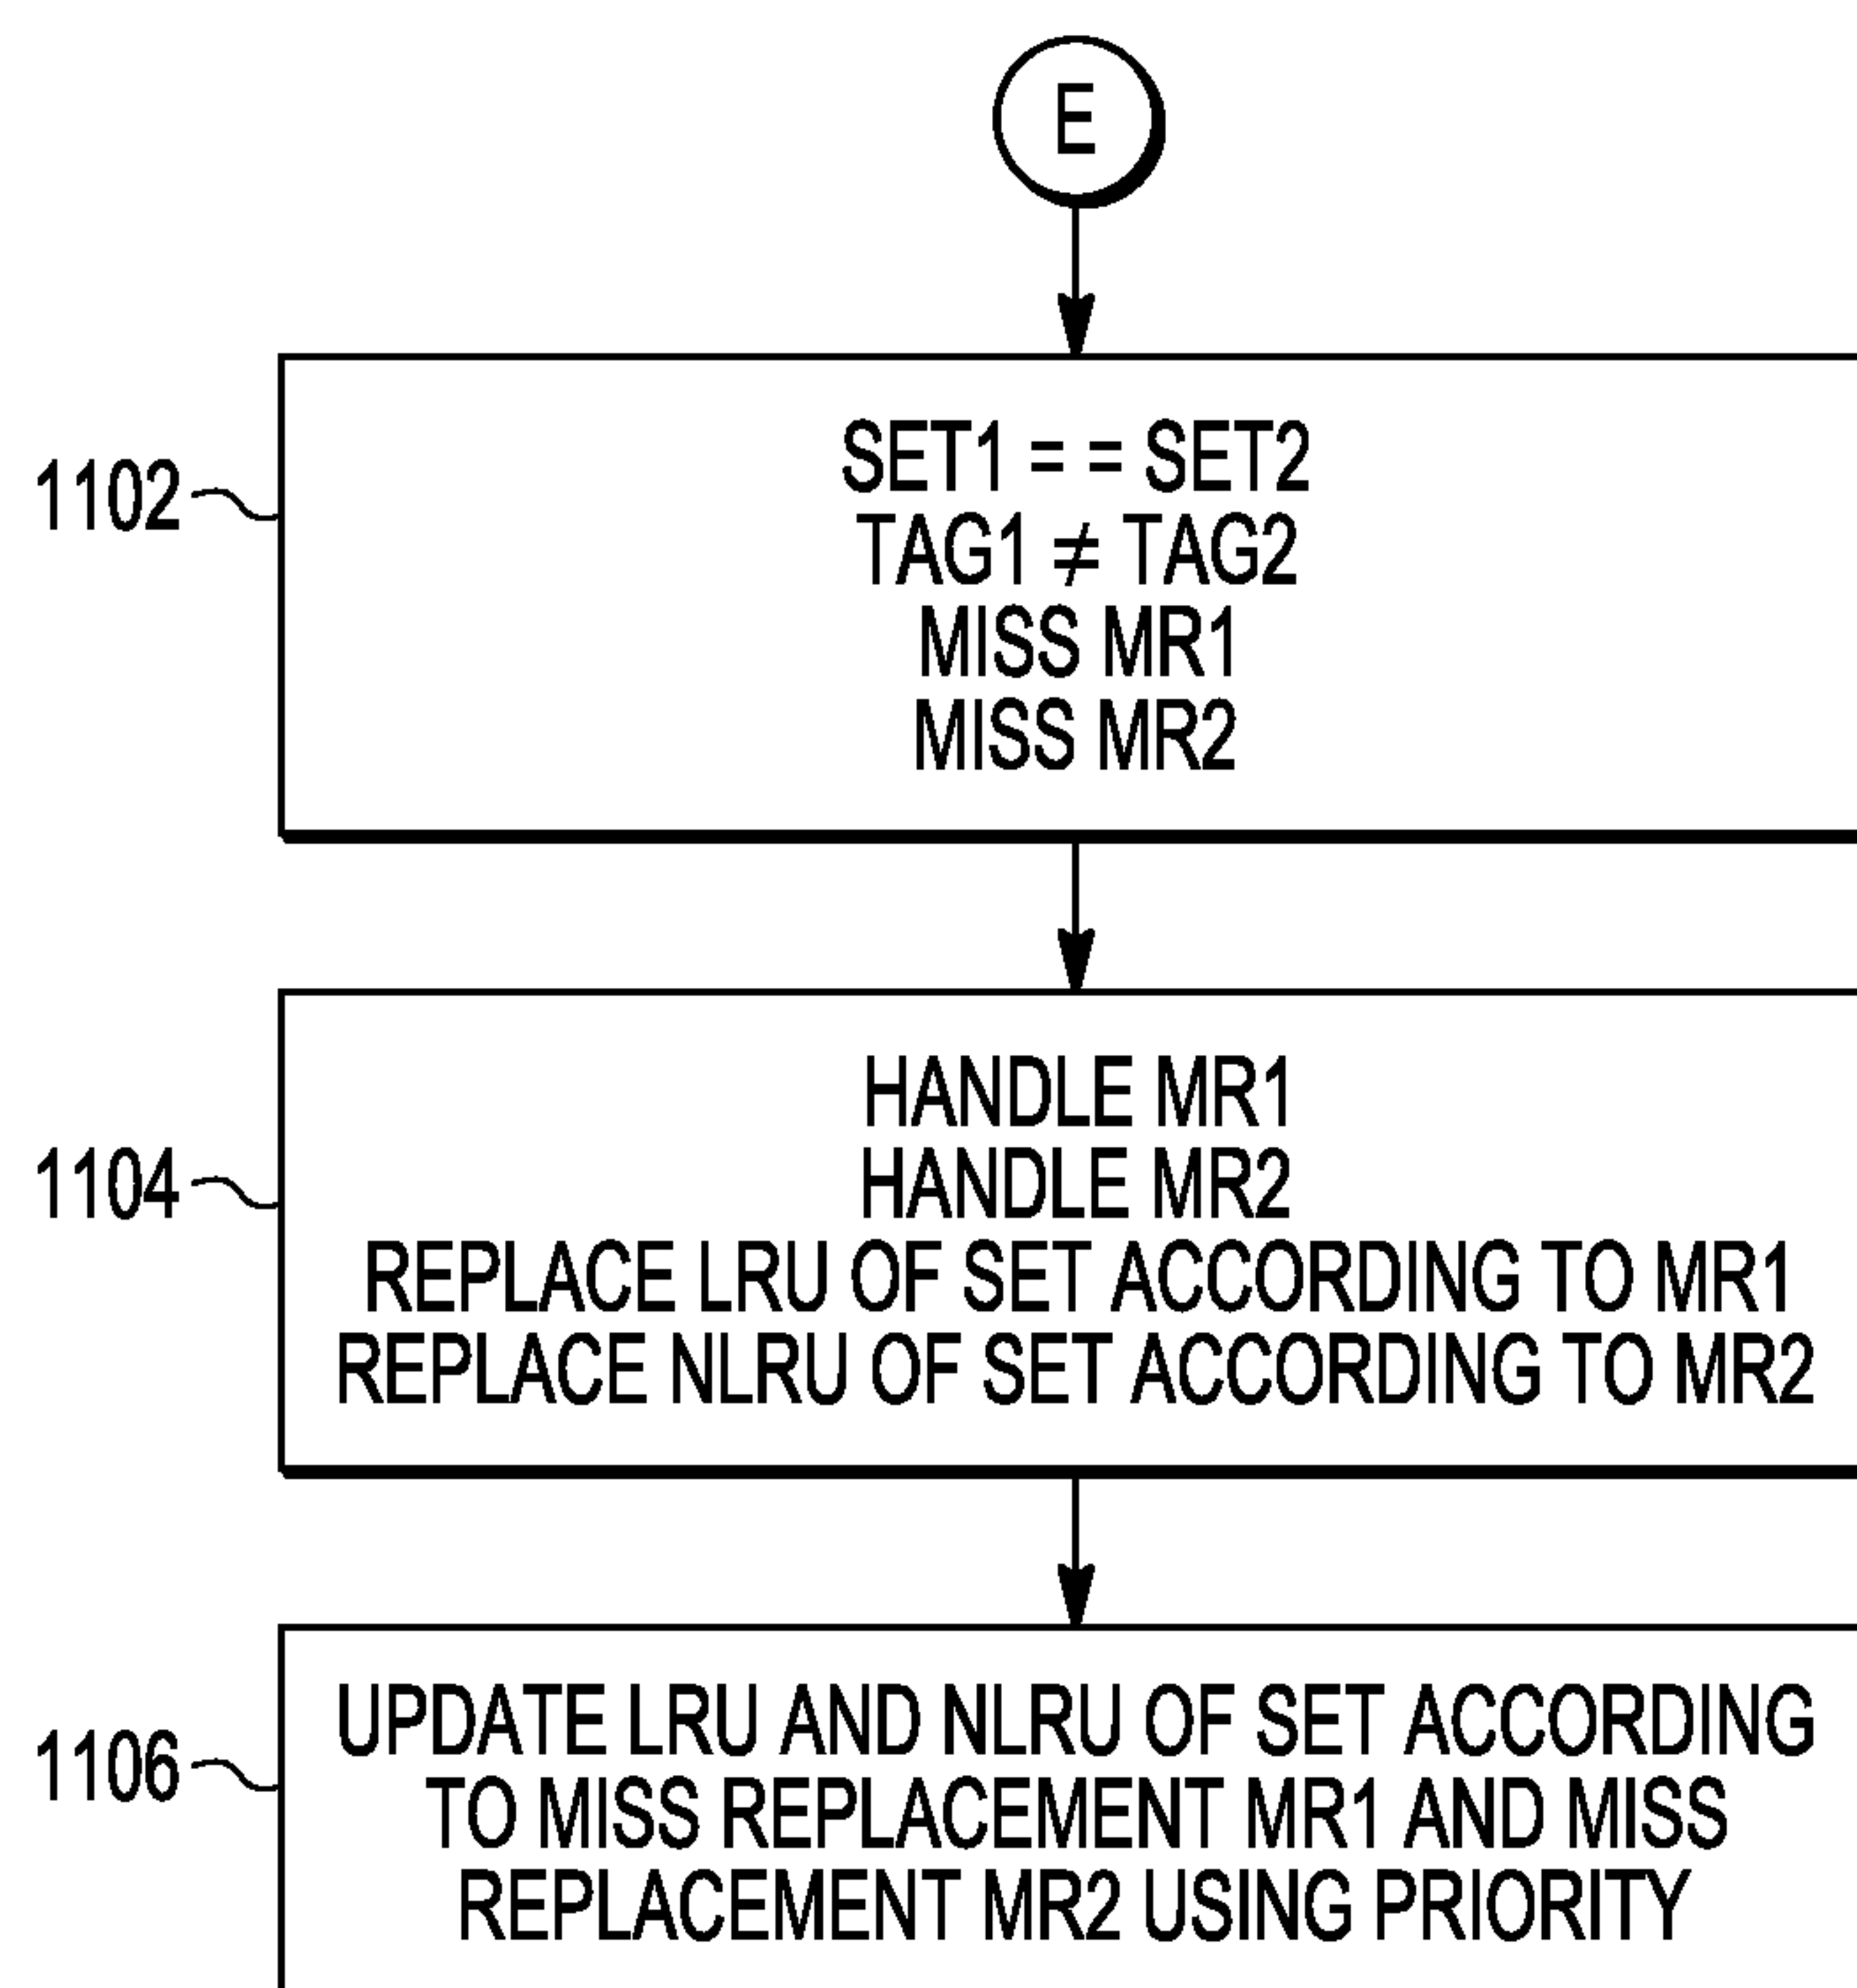 E
1102
SET1 = = SET2
TAG1 ≠ TAG2
MISS MR1
MISS MR2
1104
HANDLE MR1
HANDLE MR2
REPLACE LRU OF SET ACCORDING TO MR1
REPLACE NLRU OF SET ACCORDING TO MR2
1106
UPDATE LRU AND NLRU OF SET ACCORDING
TO MISS REPLACEMENT MR1 AND MISS
REPLACEMENT MR2 USING PRIORITY